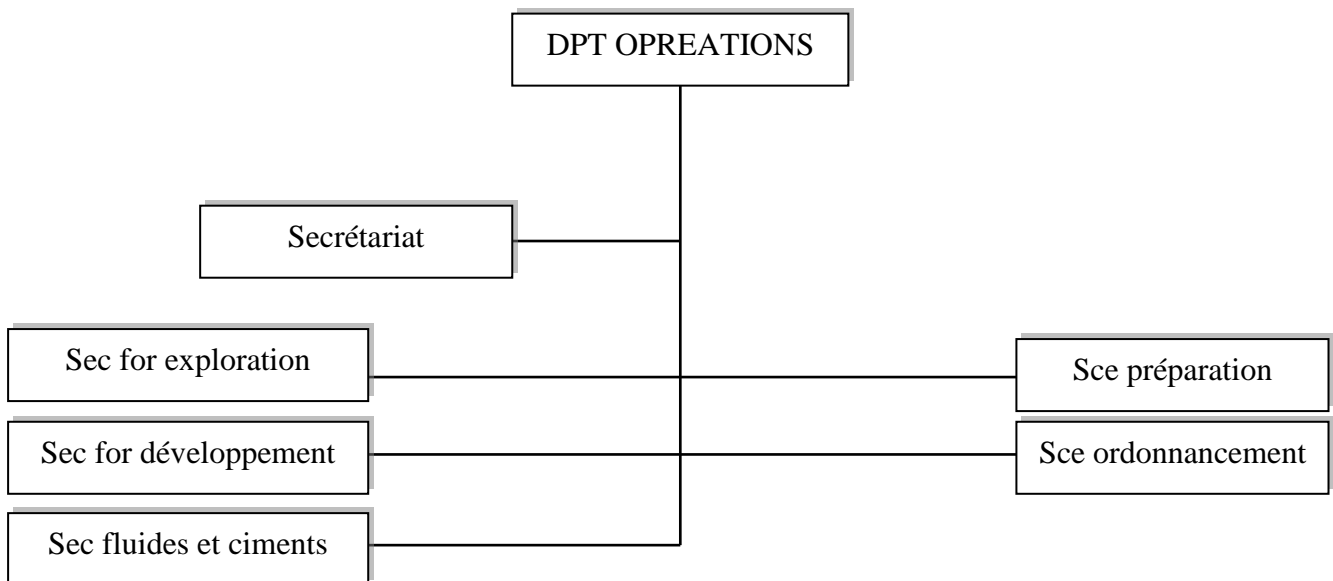 DPT OPREATIONS
Secrétariat
Sec for exploration
Sce préparation
Sec for développement
Sce ordonnancement
Sec fluides et ciments